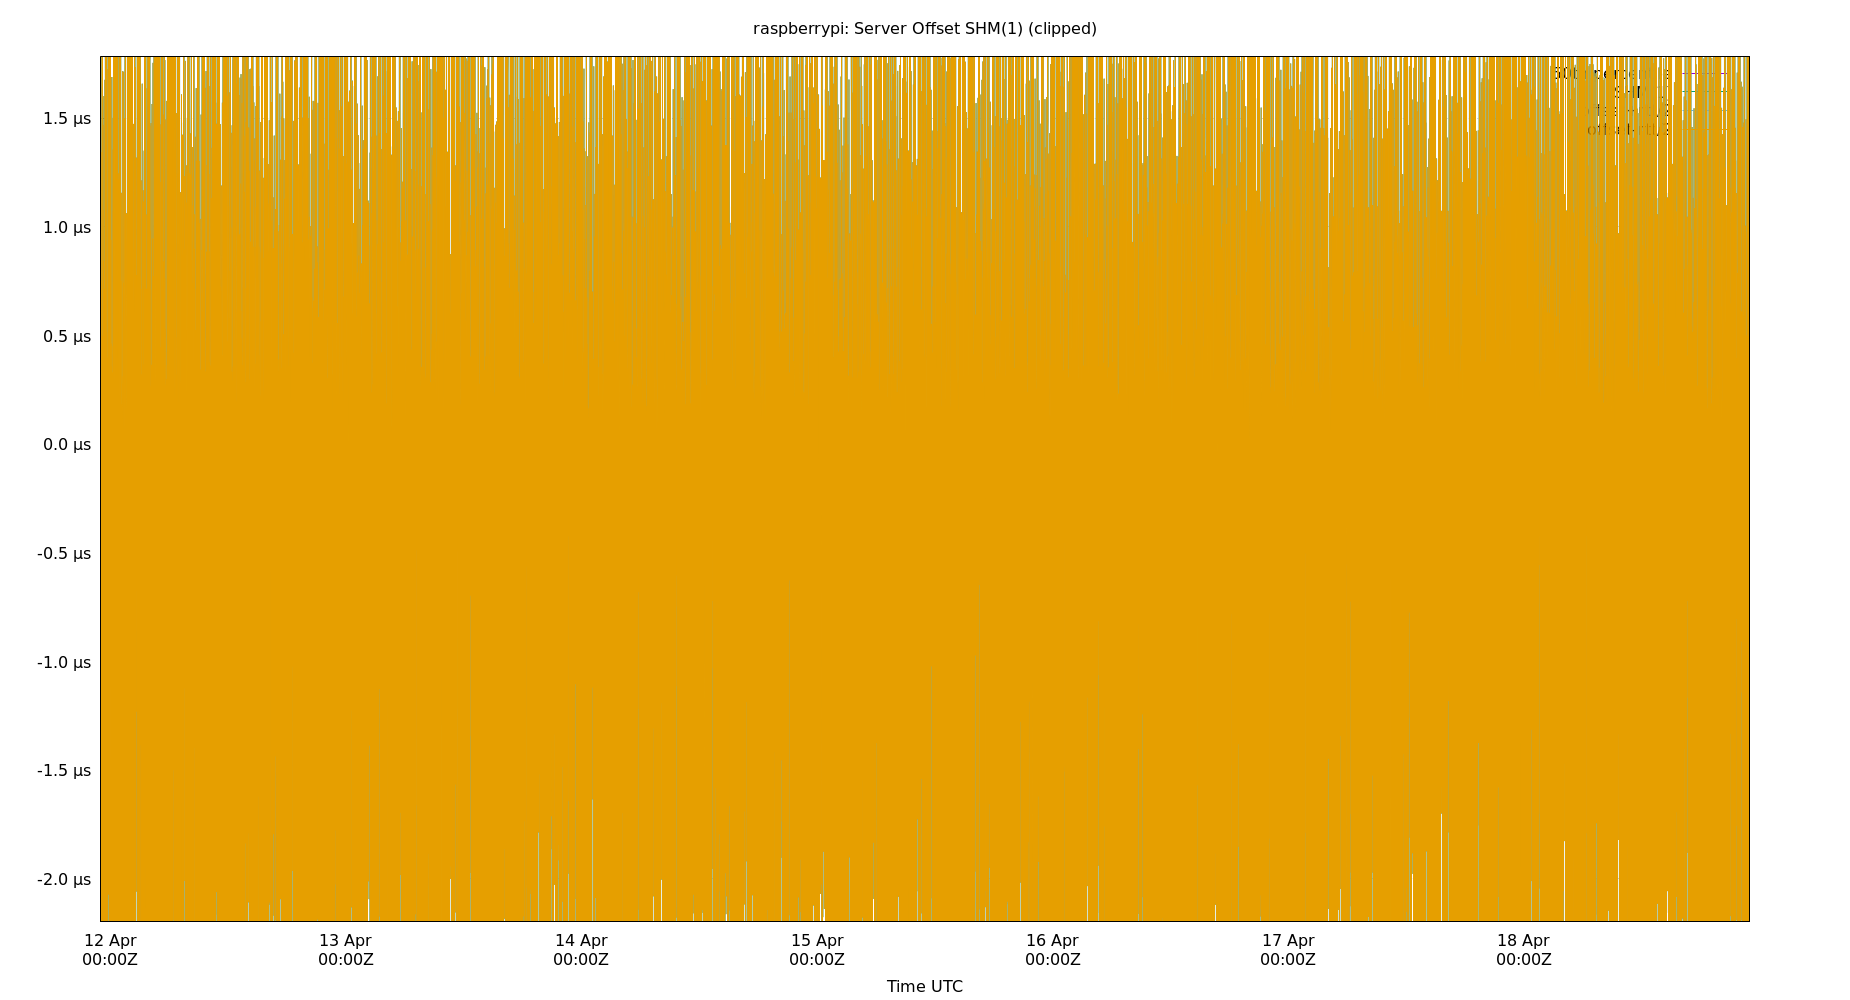 raspberrypi: Server Offset SHM(1) (clipped)
1.5 µs
1.0 µs
0.5 µs
0.0 µs
-0.5 µs
-1.0 µs
-1.5 µs
-2.0 µs
12 Apr 13 Apr 14 Apr 15 Apr 16 Apr 17 Apr 18 Apr
00:00Z 00:00Z 00:00Z 00:00Z 00:00Z 00:00Z 00:00Z
Time UTC